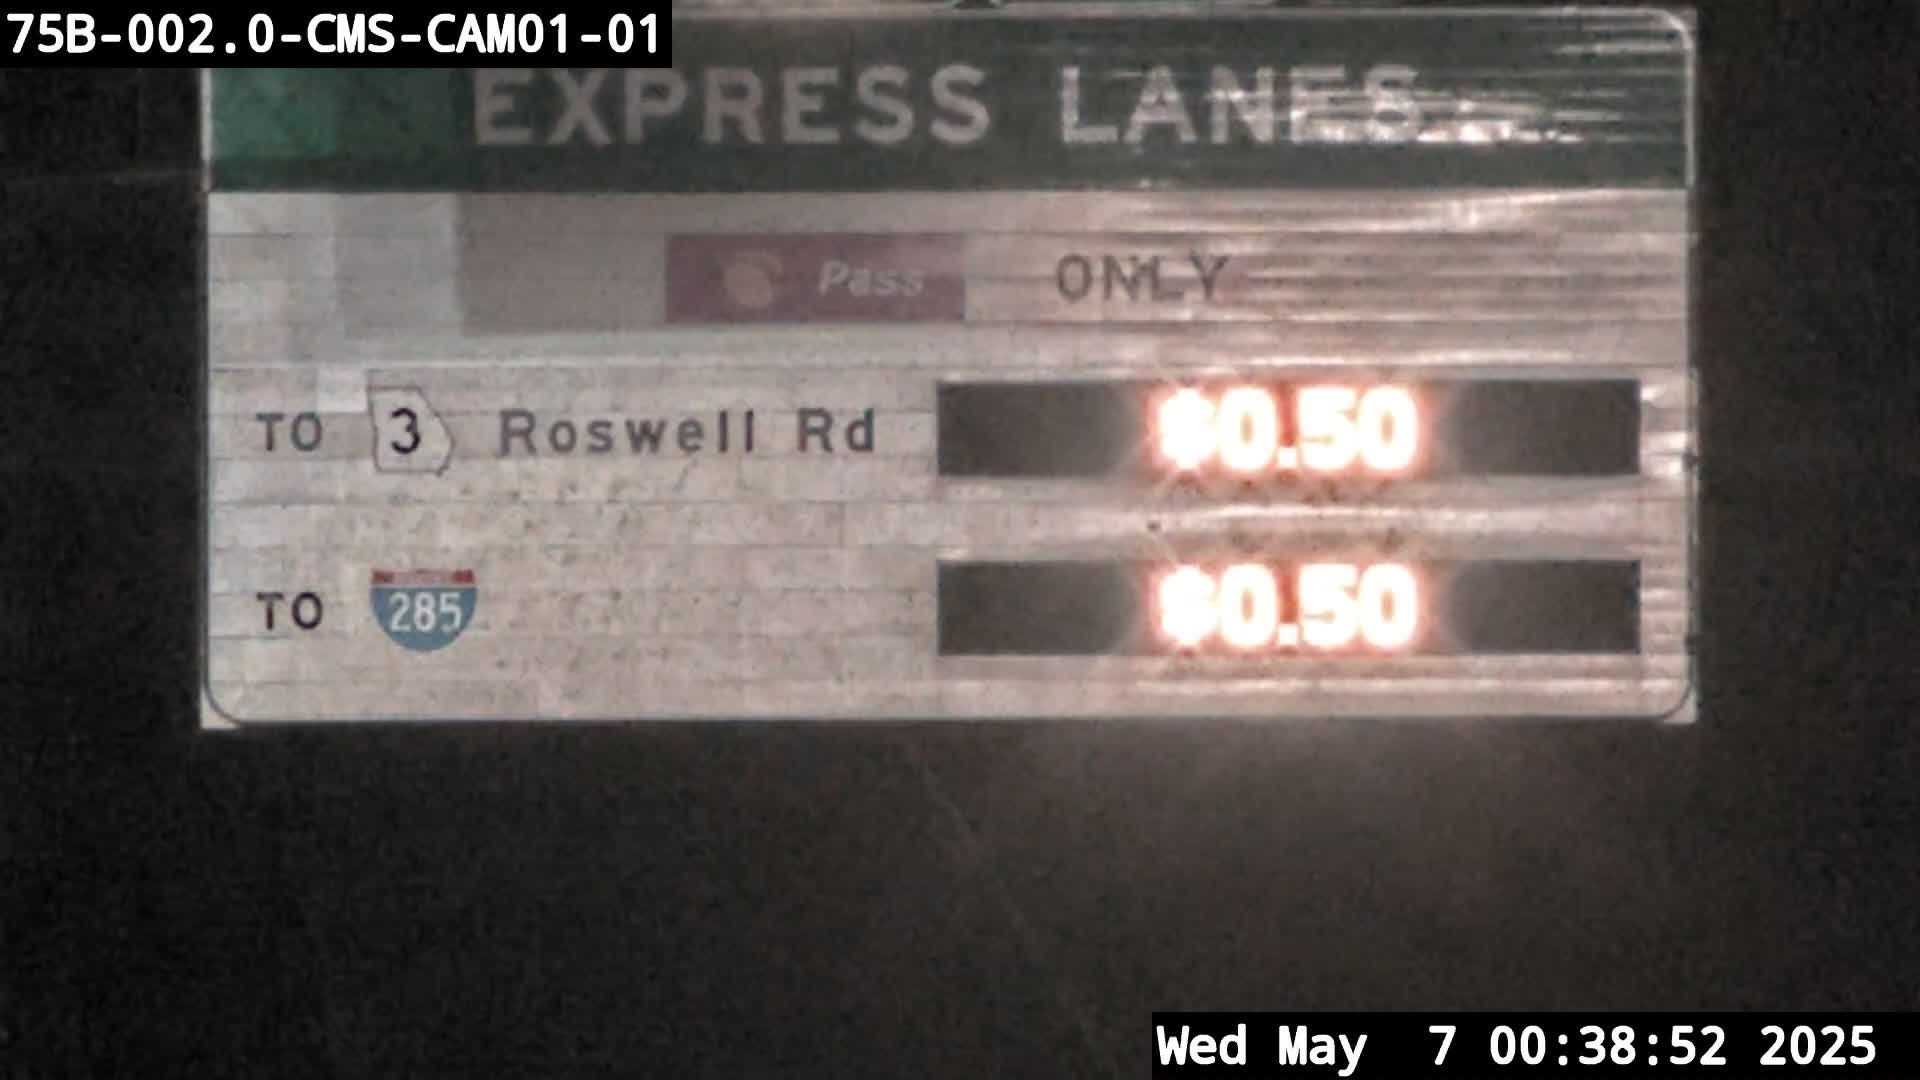 75B-002.0-CMS-CAM01-01
EXPRESS LANES
Pass ONLY
TO 3 Roswell Rd $0.50
TO 285 $0.50
Wed May 7 00:38:52 2025